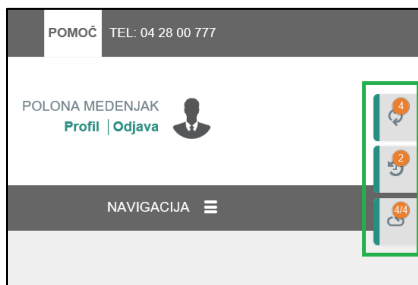 POMOČ TEL: 04 28 00 777
POLONA MEDENJAK
Profil | Odjava
4
2
NAVIGACIJA
4/4